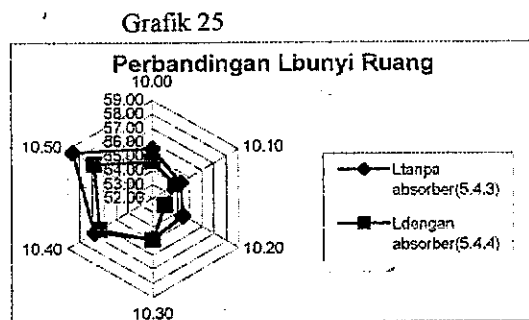 Grafik 25
Perbandingan Lbunyi Ruang
10.00
59.00
58.00
57.00
56.00
55.00
54.00
53.00
52.00
10.50
10.10
10.40
10.20
10.30
Ltanpa
absorber(5.4.3)
Ldengan
absorber(5.4.4)